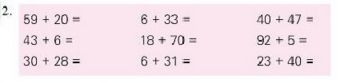 2.
59 + 20 = 6 + 33 = 40 + 47 =
43 + 6 = 18 + 70 = 92 + 5 =
30 + 28 = 6 + 31 = 23 + 40 =